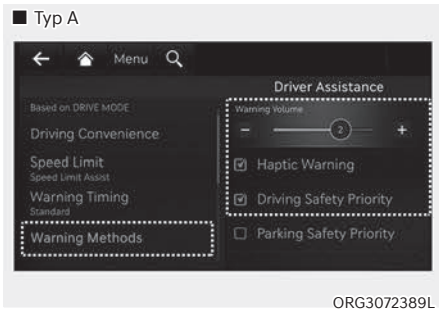 ■ Typ A
Menu
Driver Assistance
Based on DRIVE MODE
Driving Convenience
Speed Limit
Speed Limit Assist
Warning Timing
Standard
Warning Methods
Warning Volume
– 2 +
Haptic Warning
Driving Safety Priority
Parking Safety Priority
ORG3072389L